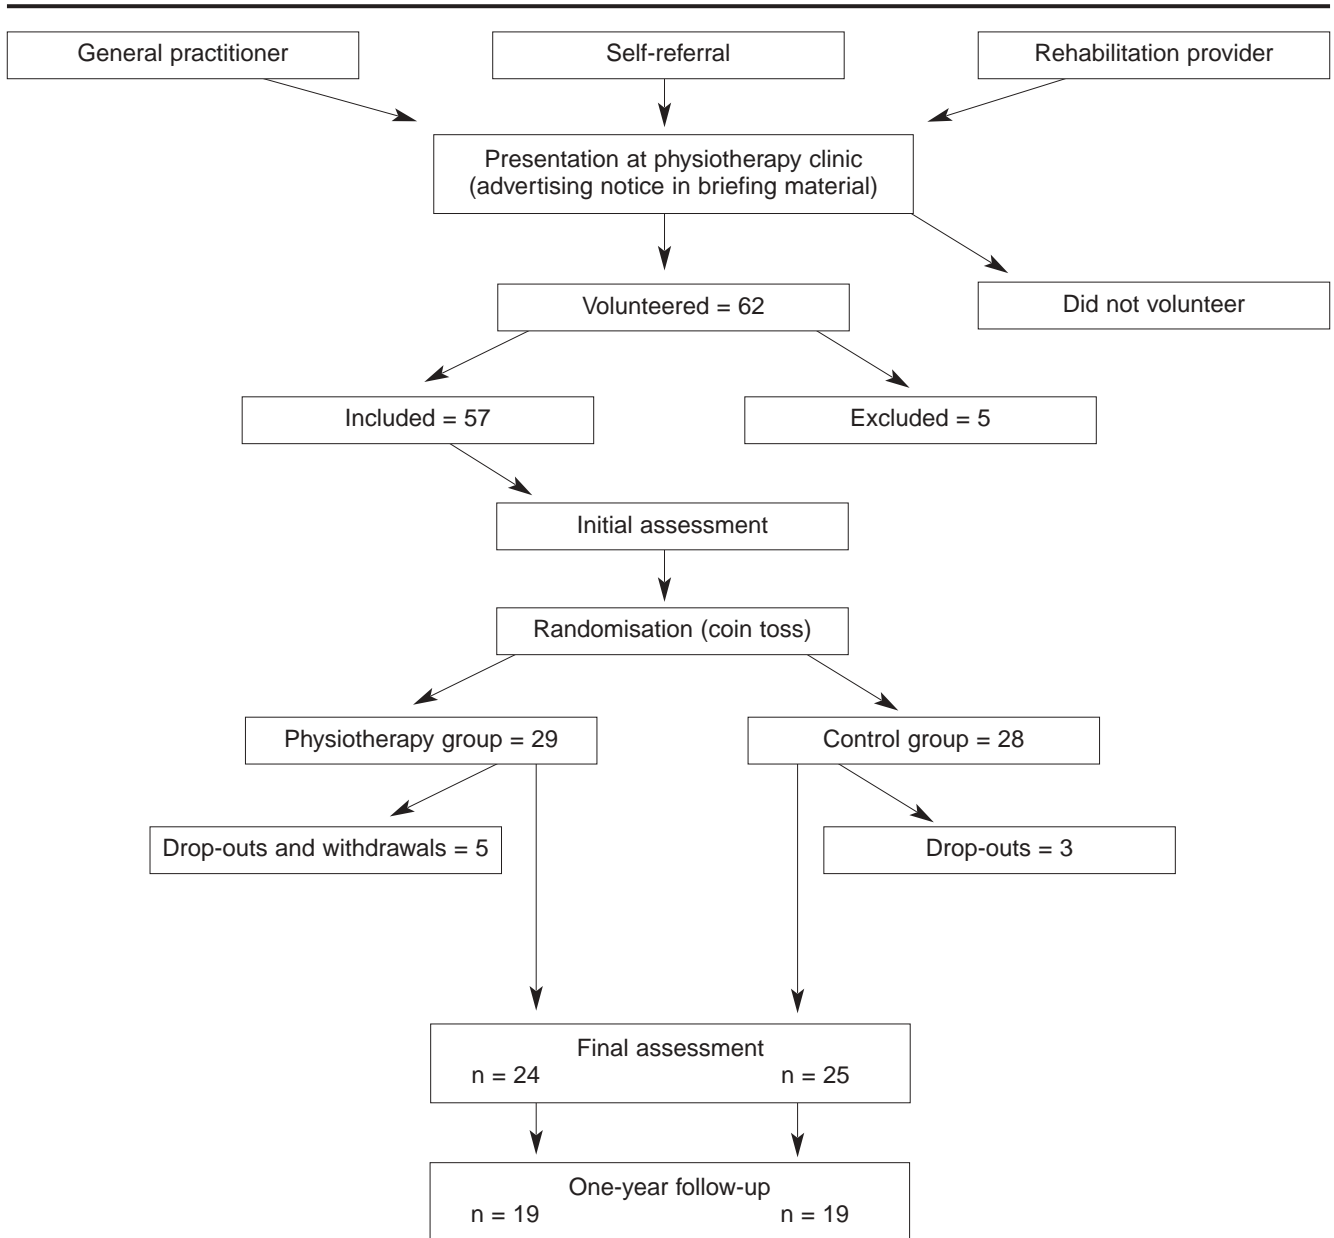 General practitioner
Self-referral
Rehabilitation provider
Presentation at physiotherapy clinic
(advertising notice in briefing material)
Volunteered = 62
Did not volunteer
Included = 57
Excluded = 5
Initial assessment
Randomisation (coin toss)
Physiotherapy group = 29
Control group = 28
Drop-outs and withdrawals = 5
Drop-outs = 3
Final assessment
n = 24 n = 25
One-year follow-up
n = 19 n = 19